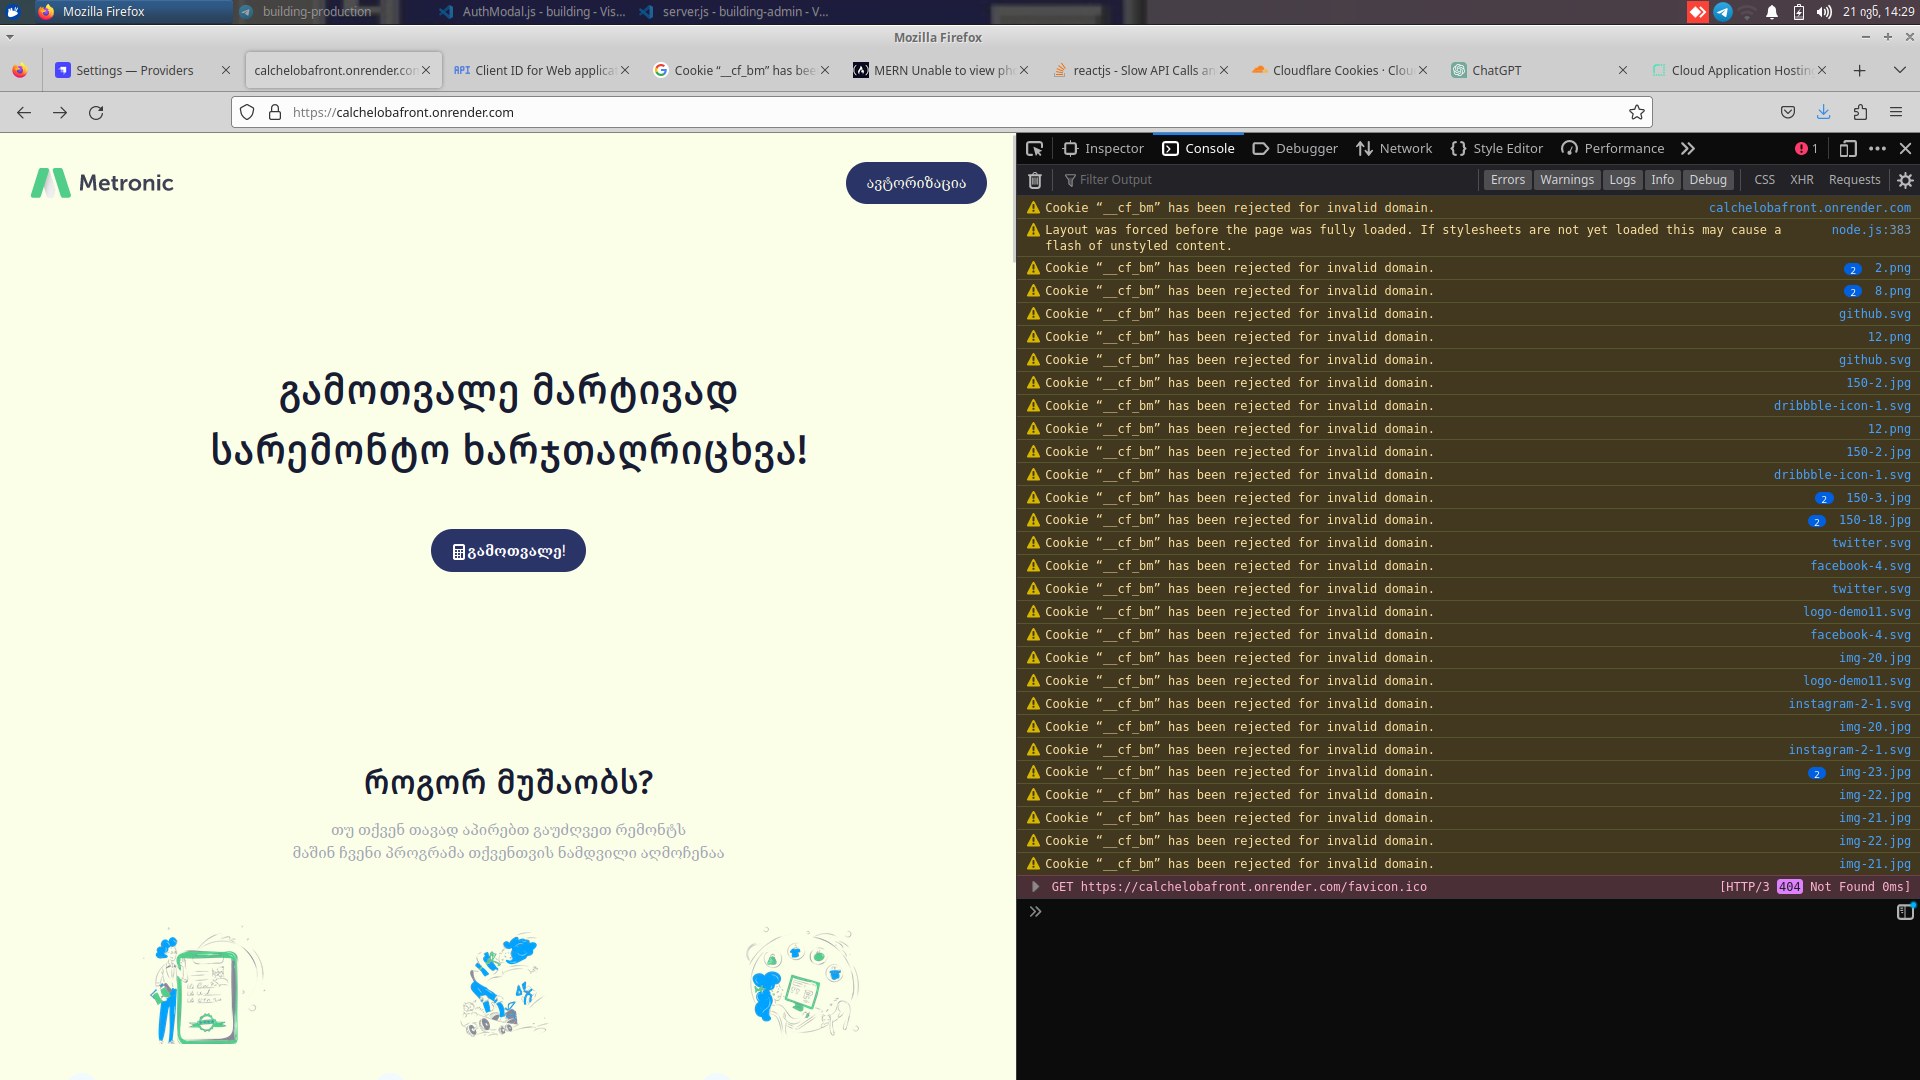 Mozilla Firefox
building-production
AuthModal.js - building - Vis...
server.js - building-admin - V...
21 ივნ, 14:29
Mozilla Firefox
Settings — Providers
calchelobafront.onrender.con
Client ID for Web applica
Cookie “__cf_bm” has bee
MERN Unable to view ph
reactjs - Slow API Calls an
Cloudflare Cookies · Clou
ChatGPT
Cloud Application Hostin
https://calchelobafront.onrender.com
Metronic
ავტორიზაცია
გამოთვალე მარტივად
სარემონტო ხარჯთაღრიცხვა!
გამოთვალე!
როგორ მუშაობს?
თუ თქვენ თავად აპირებთ გაუძღვეთ რემონტს
მაშინ ჩვენი პროგრამა თქვენთვის ნამდვილი აღმოჩენაა
Inspector Console Debugger Network Style Editor Performance 1
Filter Output Errors Warnings Logs Info Debug CSS XHR Requests
Cookie “__cf_bm” has been rejected for invalid domain. calchelobafront.onrender.com
Layout was forced before the page was fully loaded. If stylesheets are not yet loaded this may cause a node.js:383
flash of unstyled content.
Cookie “__cf_bm” has been rejected for invalid domain. 2 2.png
Cookie “__cf_bm” has been rejected for invalid domain. 2 8.png
Cookie “__cf_bm” has been rejected for invalid domain. github.svg
Cookie “__cf_bm” has been rejected for invalid domain. 12.png
Cookie “__cf_bm” has been rejected for invalid domain. github.svg
Cookie “__cf_bm” has been rejected for invalid domain. 150-2.jpg
Cookie “__cf_bm” has been rejected for invalid domain. dribbble-icon-1.svg
Cookie “__cf_bm” has been rejected for invalid domain. 12.png
Cookie “__cf_bm” has been rejected for invalid domain. 150-2.jpg
Cookie “__cf_bm” has been rejected for invalid domain. dribbble-icon-1.svg
Cookie “__cf_bm” has been rejected for invalid domain. 2 150-3.jpg
Cookie “__cf_bm” has been rejected for invalid domain. 2 150-18.jpg
Cookie “__cf_bm” has been rejected for invalid domain. twitter.svg
Cookie “__cf_bm” has been rejected for invalid domain. facebook-4.svg
Cookie “__cf_bm” has been rejected for invalid domain. twitter.svg
Cookie “__cf_bm” has been rejected for invalid domain. logo-demo11.svg
Cookie “__cf_bm” has been rejected for invalid domain. facebook-4.svg
Cookie “__cf_bm” has been rejected for invalid domain. img-20.jpg
Cookie “__cf_bm” has been rejected for invalid domain. logo-demo11.svg
Cookie “__cf_bm” has been rejected for invalid domain. instagram-2-1.svg
Cookie “__cf_bm” has been rejected for invalid domain. img-20.jpg
Cookie “__cf_bm” has been rejected for invalid domain. instagram-2-1.svg
Cookie “__cf_bm” has been rejected for invalid domain. 2 img-23.jpg
Cookie “__cf_bm” has been rejected for invalid domain. img-22.jpg
Cookie “__cf_bm” has been rejected for invalid domain. img-21.jpg
Cookie “__cf_bm” has been rejected for invalid domain. img-22.jpg
Cookie “__cf_bm” has been rejected for invalid domain. img-21.jpg
GET https://calchelobafront.onrender.com/favicon.ico [HTTP/3 404 Not Found 0ms]